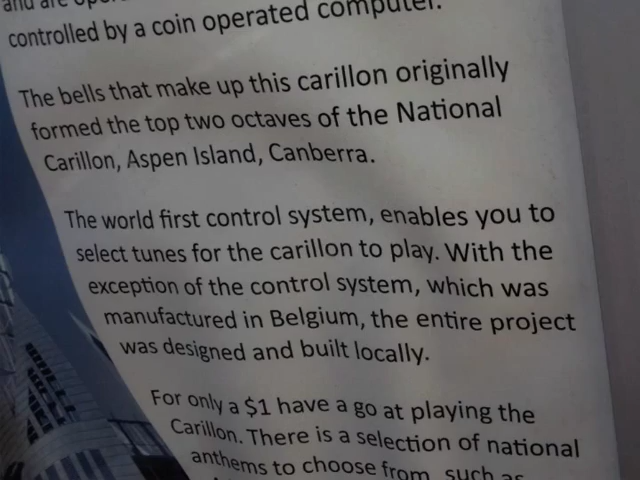 and are
controlled by a coin operated computer.
The bells that make up this carillon originally
formed the top two octaves of the National
Carillon, Aspen Island, Canberra.
The world first control system, enables you to
select tunes for the carillon to play. With the
exception of the control system, which was
manufactured in Belgium, the entire project
was designed and built locally.
For only a $1 have a go at playing the
Carillon. There is a selection of national
anthems to choose from, such as